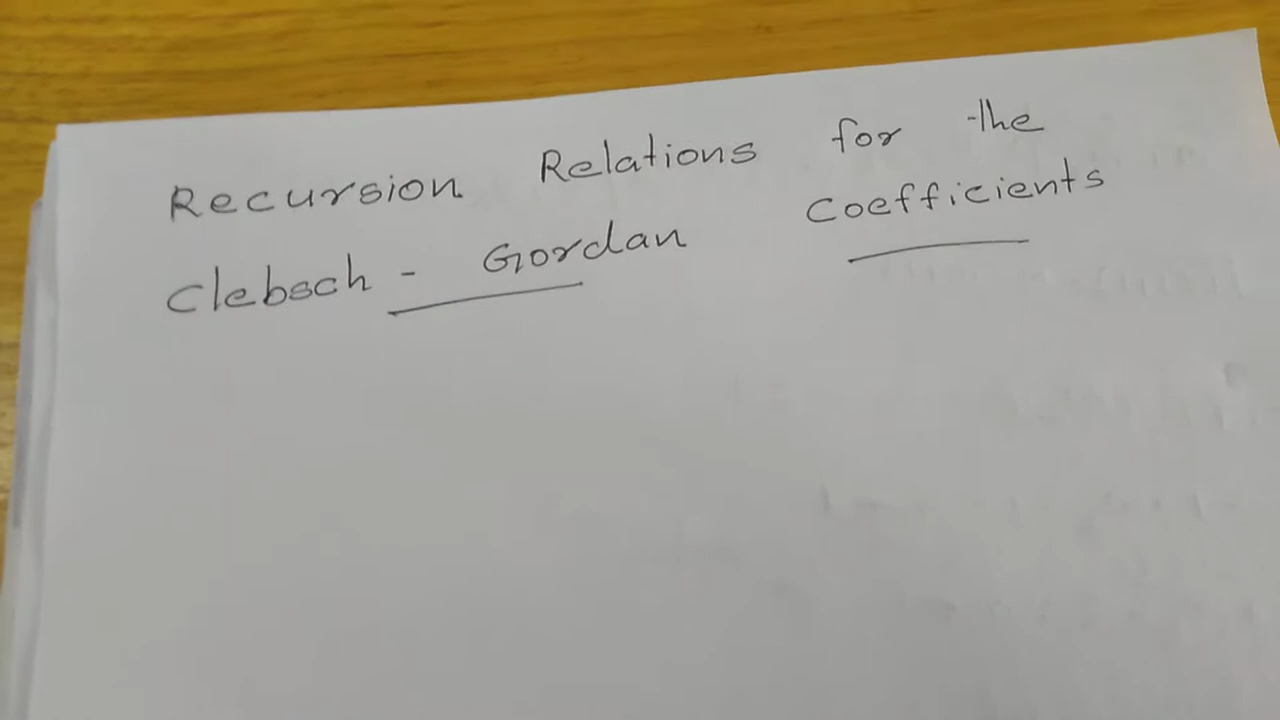 Recursion Relations for the
Clebsch - Gordan Coefficients